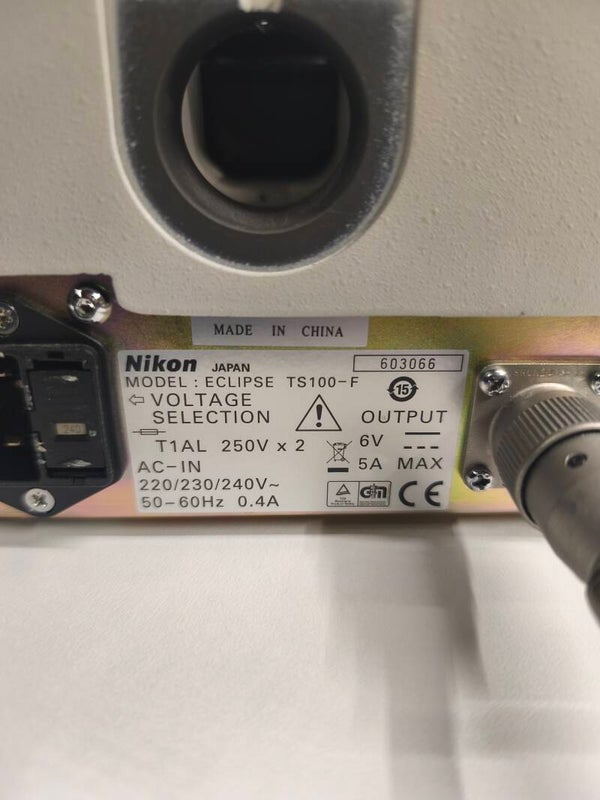 MADE IN CHINA
Nikon JAPAN
603066
MODEL : ECLIPSE TS100-F
⇦ VOLTAGE SELECTION
15
OUTPUT
T1AL 250V x 2
6V
5A MAX
AC-IN
220/230/240V~
50-60Hz 0.4A
CE
240